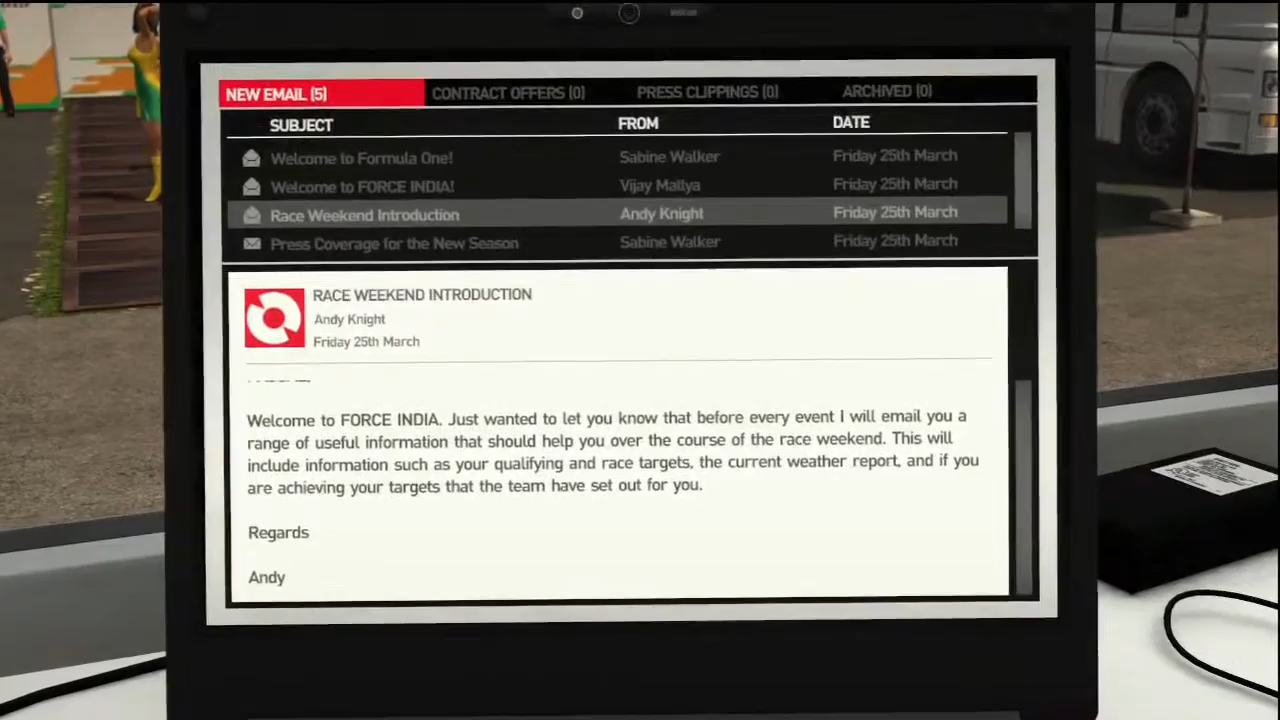 NEW EMAIL (5) CONTRACT OFFERS (0) PRESS CLIPPINGS (0) ARCHIVED (0)
SUBJECT FROM DATE
Welcome to Formula One! Sabine Walker Friday 25th March
Welcome to FORCE INDIA! Vijay Mallya Friday 25th March
Race Weekend Introduction Andy Knight Friday 25th March
Press Coverage for the New Season Sabine Walker Friday 25th March
RACE WEEKEND INTRODUCTION
Andy Knight
Friday 25th March
Welcome to FORCE INDIA. Just wanted to let you know that before every event I will email you a
range of useful information that should help you over the course of the race weekend. This will
include information such as your qualifying and race targets, the current weather report, and if you
are achieving your targets that the team have set out for you.
Regards
Andy